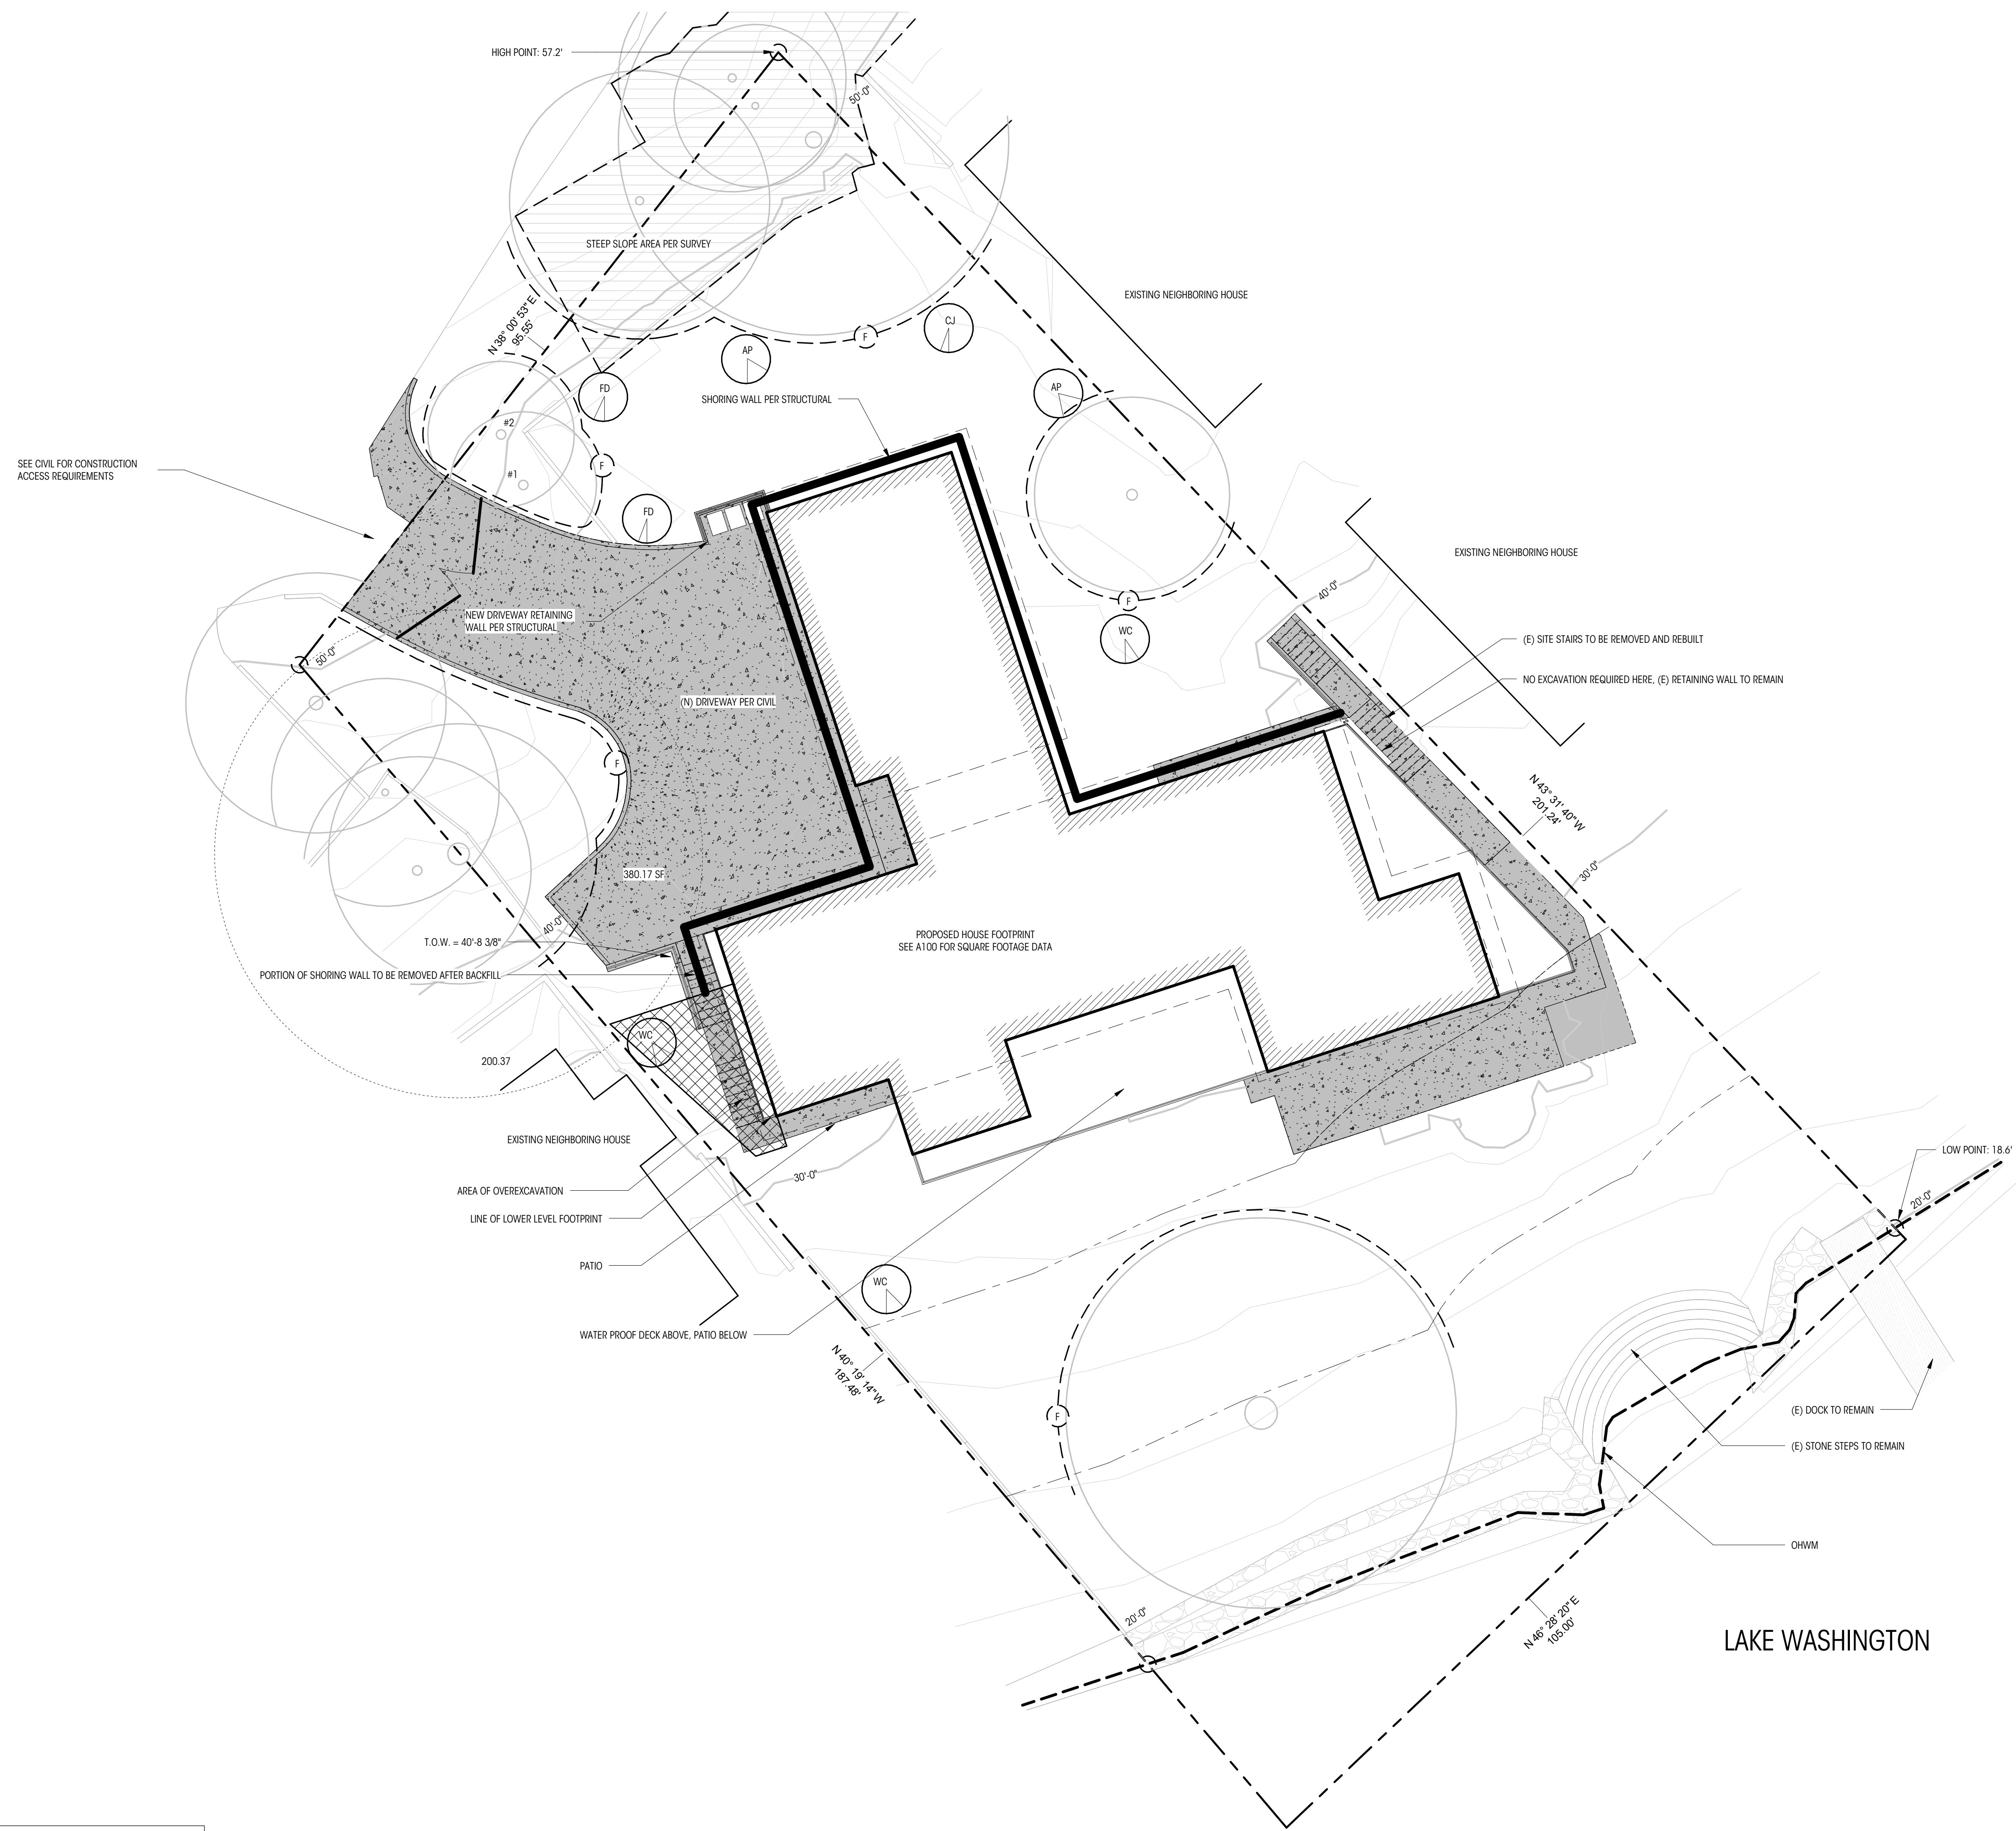 HIGH POINT: 57.2'
50'-0"
STEEP SLOPE AREA PER SURVEY
EXISTING NEIGHBORING HOUSE
N 38° 00' 53" E
95.55'
CJ
F
AP
FD
AP
SHORING WALL PER STRUCTURAL
#2
F
#1
SEE CIVIL FOR CONSTRUCTION
ACCESS REQUIREMENTS
FD
EXISTING NEIGHBORING HOUSE
40'-0"
F
NEW DRIVEWAY RETAINING
WALL PER STRUCTURAL
WC
(E) SITE STAIRS TO BE REMOVED AND REBUILT
50'-0"
NO EXCAVATION REQUIRED HERE, (E) RETAINING WALL TO REMAIN
(N) DRIVEWAY PER CIVIL
F
N 43° 31' 40" W
201.24'
380.17 SF
30'-0"
40'-0"
T.O.W. = 40'-8 3/8"
PROPOSED HOUSE FOOTPRINT
SEE A100 FOR SQUARE FOOTAGE DATA
PORTION OF SHORING WALL TO BE REMOVED AFTER BACKFILL
WC
200.37
EXISTING NEIGHBORING HOUSE
LOW POINT: 18.6'
30'-0"
AREA OF OVEREXCAVATION
20'-0"
LINE OF LOWER LEVEL FOOTPRINT
PATIO
WC
WATER PROOF DECK ABOVE, PATIO BELOW
N 40° 19' 14" W
187.48'
F
(E) DOCK TO REMAIN
(E) STONE STEPS TO REMAIN
OHWM
20'-0"
N 46° 28' 20" E
105.00'
LAKE WASHINGTON